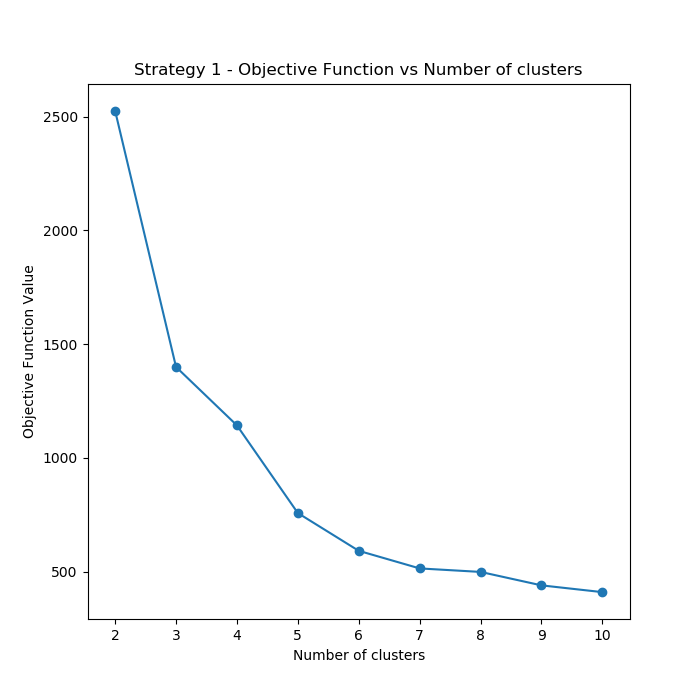 Strategy 1 - Objective Function vs Number of clusters
Objective Function Value
2500
2000
1500
1000
500
2 3 4 5 6 7 8 9 10
Number of clusters